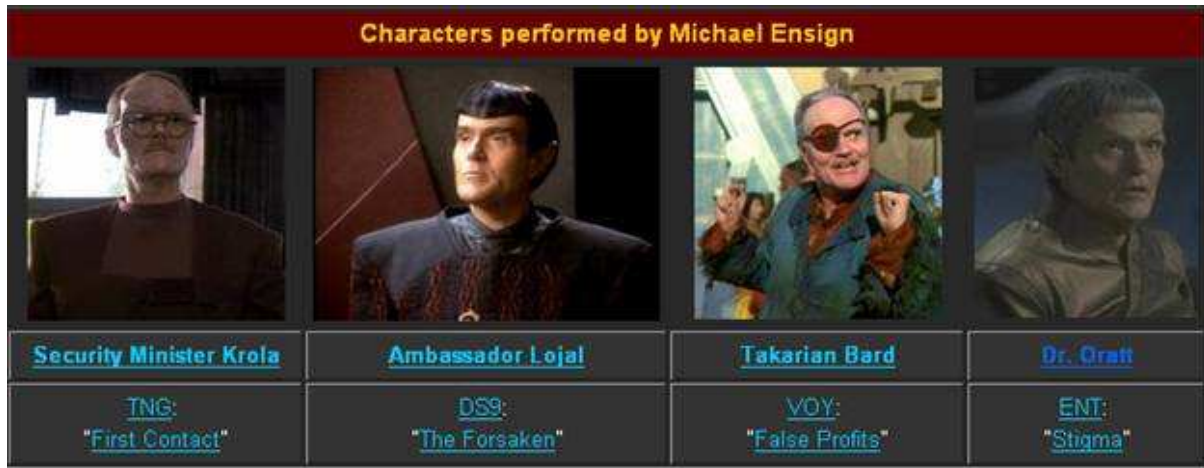 Characters performed by Michael Ensign
Security Minister Krola Ambassador Lojal Takarian Bard Dr. Oratt
TNG: DS9: VOY: ENT:
"First Contact" "The Forsaken" "False Profits" "Stigma"